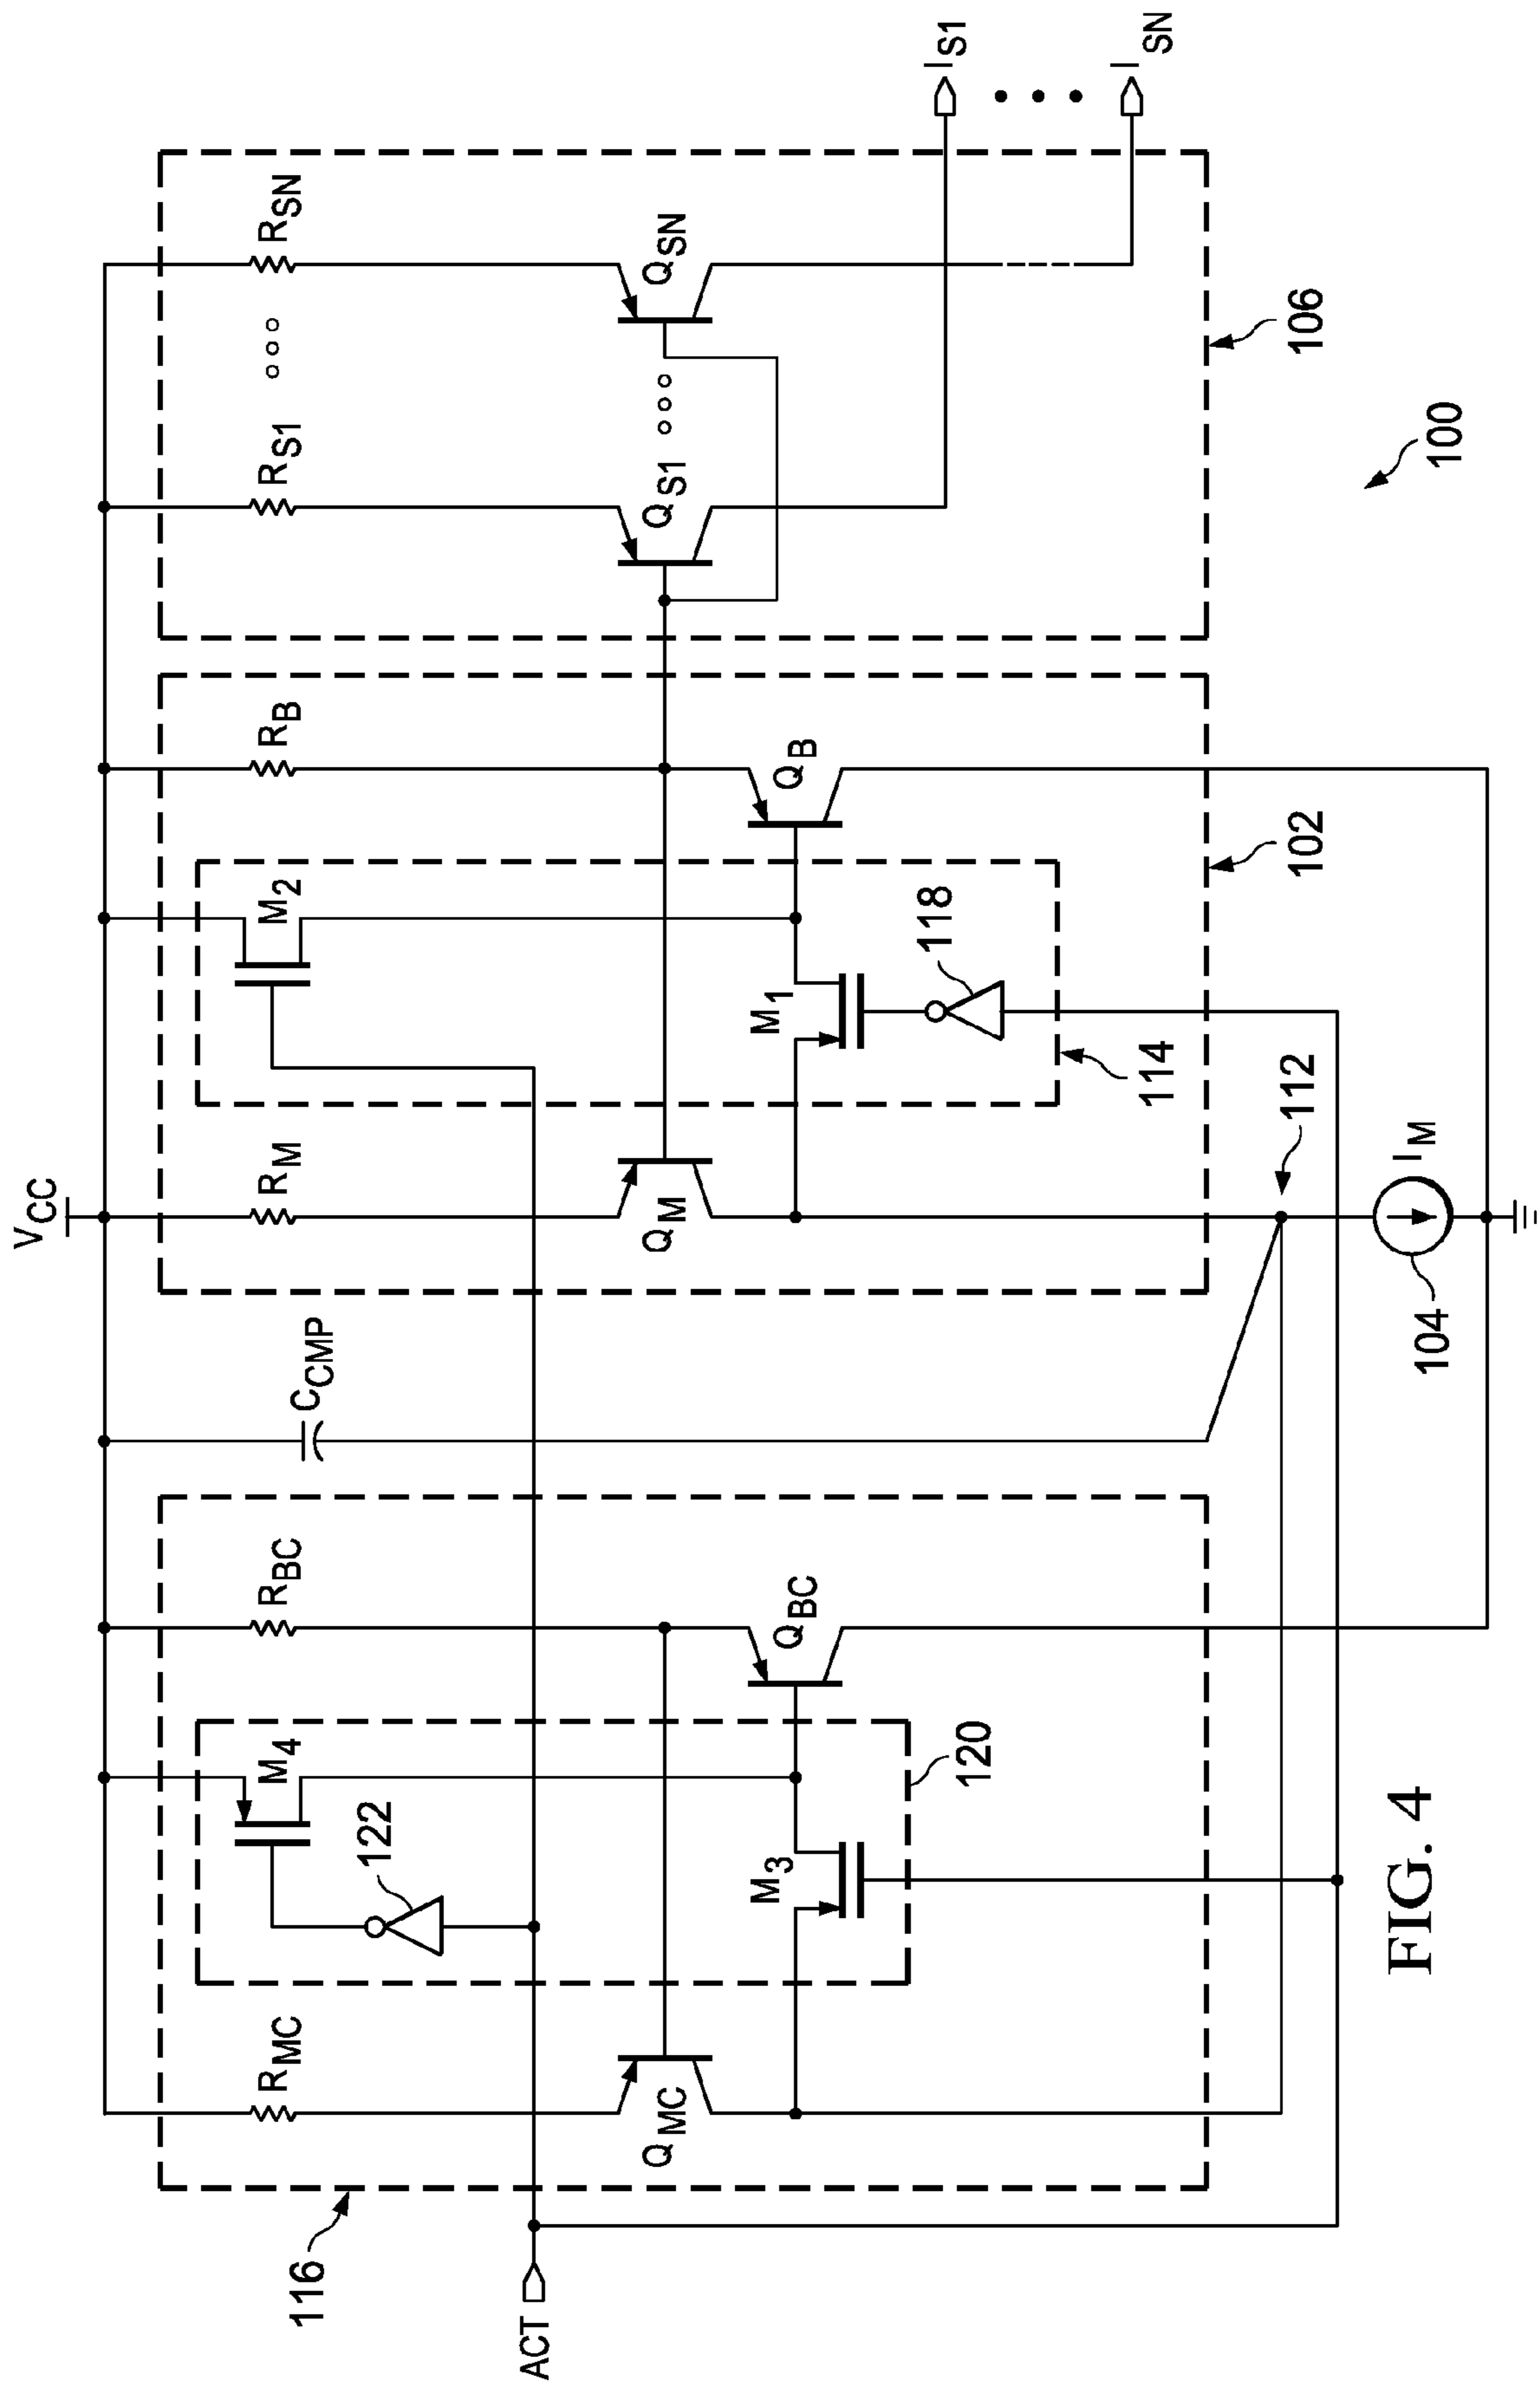 V_CC
R_MC
M_4
R_BC
C_CMP
R_M
M_2
R_B
R_S1
R_SN
116
122
ACT
Q_MC
Q_M
Q_S1
Q_SN
M_3
Q_BC
M_1
Q_B
118
120
114
I_S1
I_SN
112
102
106
104
I_M
100
FIG. 4